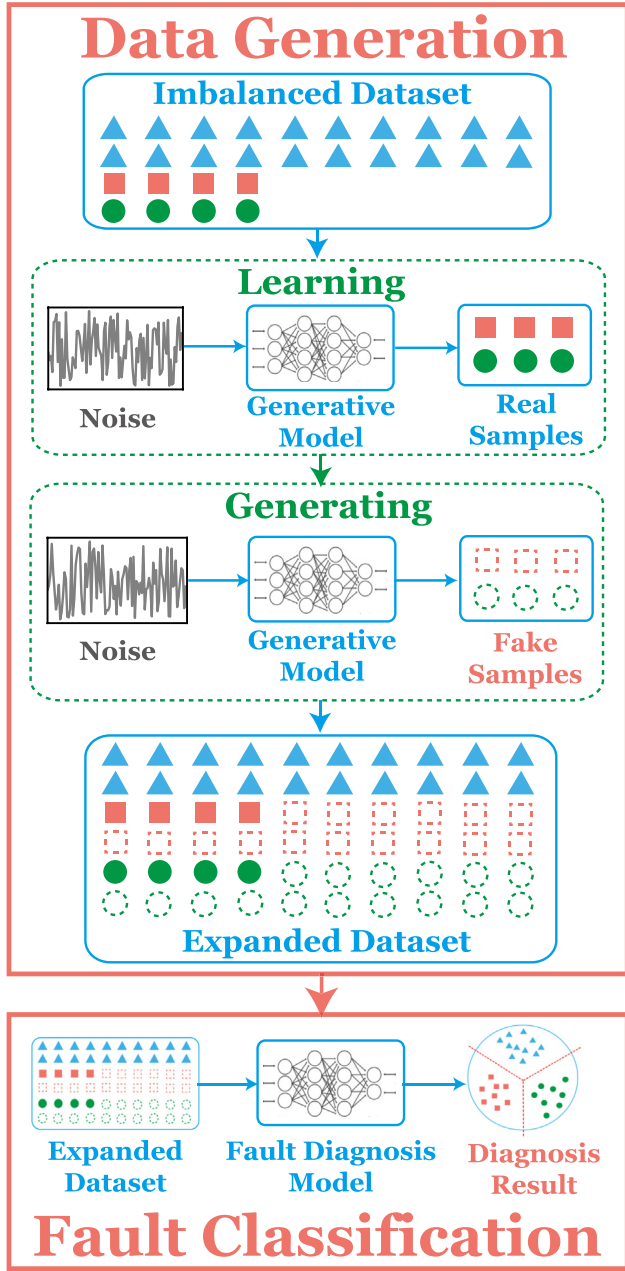 Data Generation
Imbalanced Dataset
Learning
Noise
Generative
Model
Real
Samples
Generating
Noise
Generative
Model
Fake
Samples
Expanded Dataset
Expanded
Dataset
Fault Diagnosis
Model
Diagnosis
Result
Fault Classification